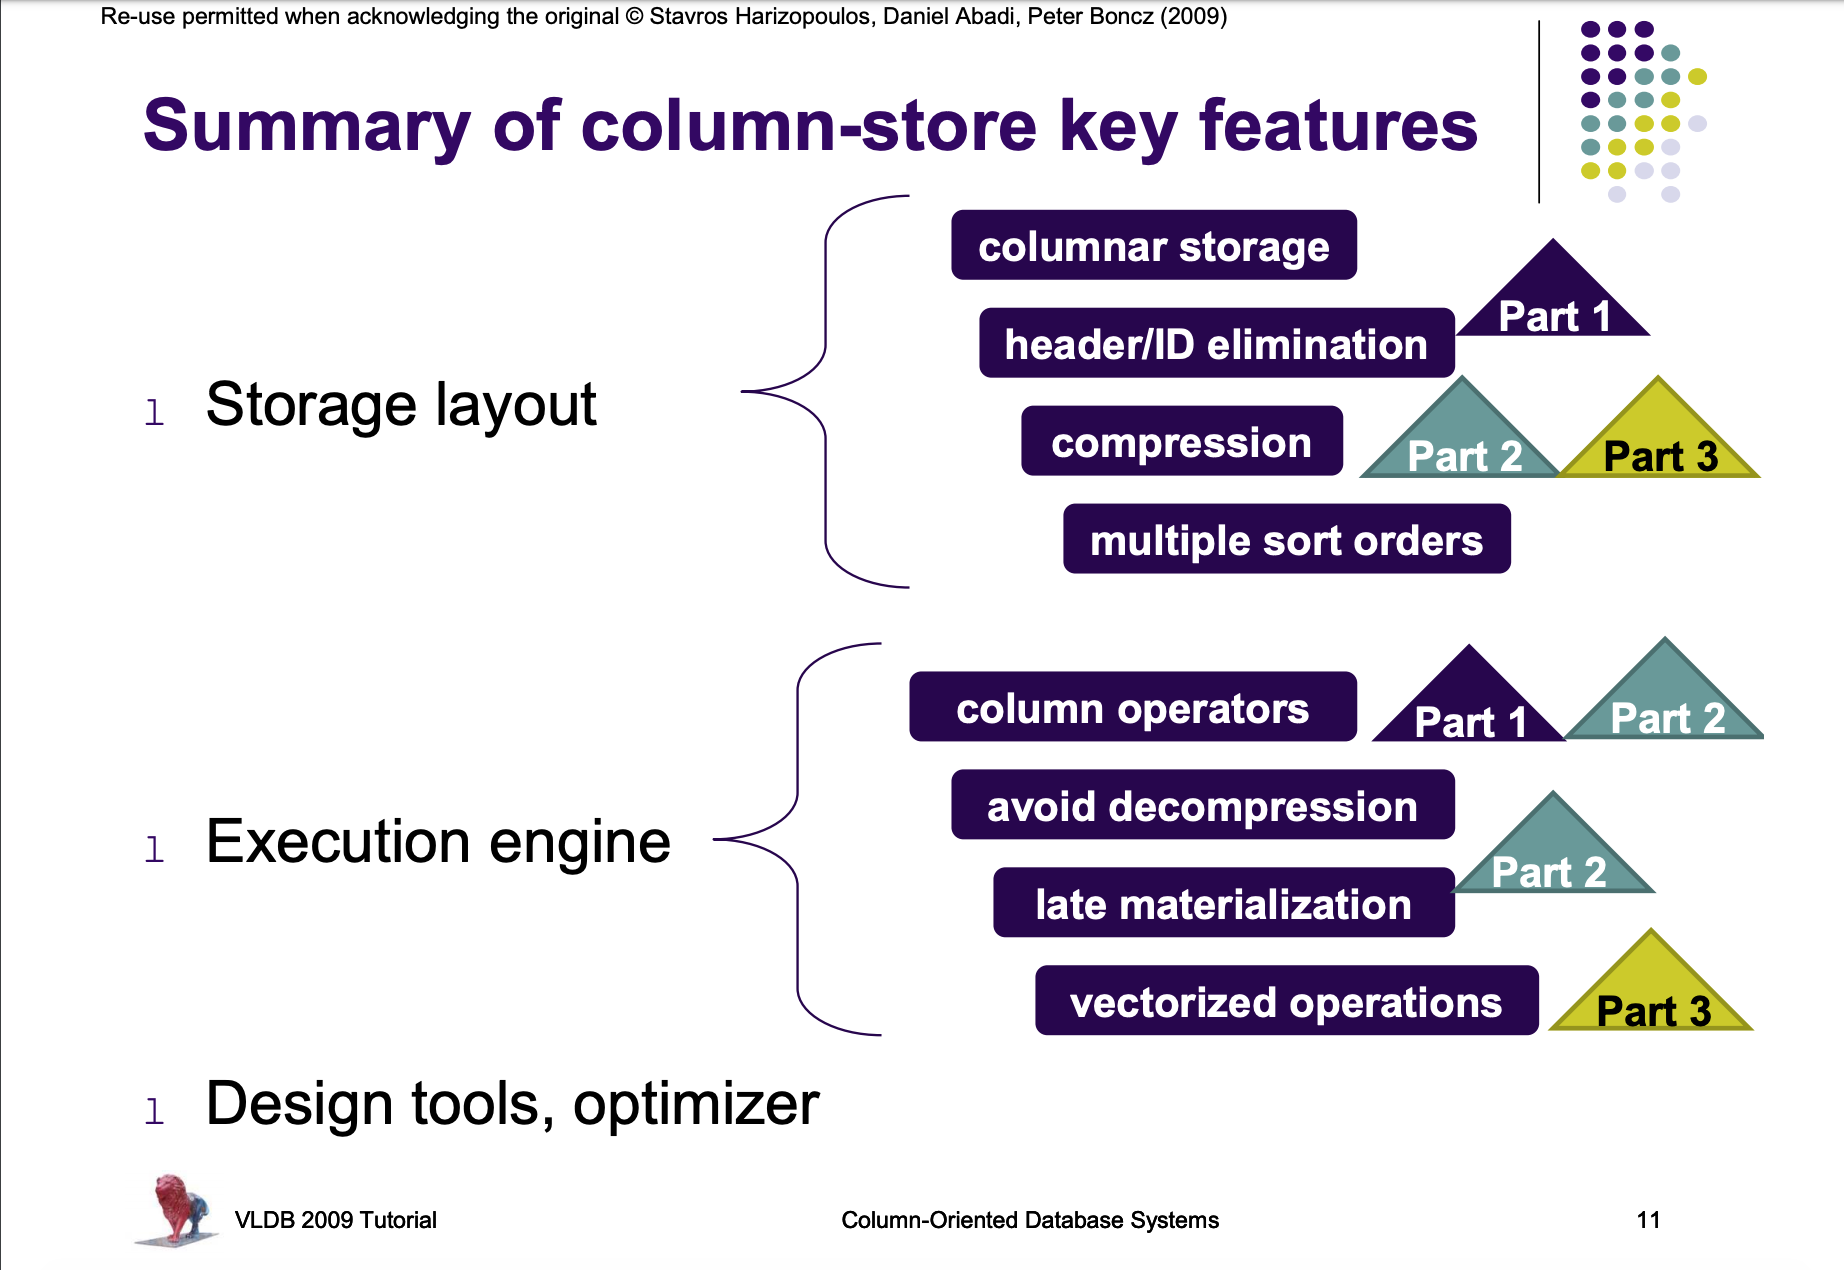 Re-use permitted when acknowledging the original © Stavros Harizopoulos, Daniel Abadi, Peter Boncz (2009)
Summary of column-store key features
l Storage layout
columnar storage
header/ID elimination
Part 1
compression
Part 2
Part 3
multiple sort orders
l Execution engine
column operators
Part 1
Part 2
avoid decompression
late materialization
Part 2
vectorized operations
Part 3
l Design tools, optimizer
VLDB 2009 Tutorial
Column-Oriented Database Systems
11